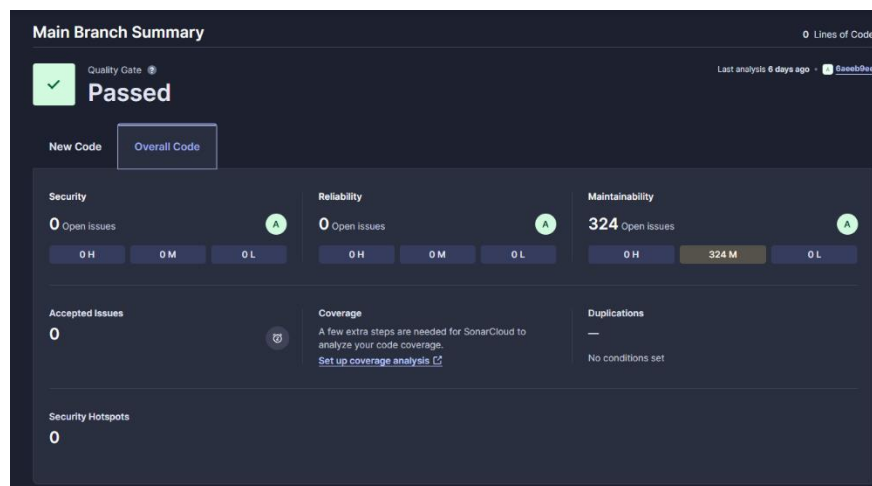 Main Branch Summary
0 Lines of Code
Quality Gate
Passed
Last analysis 6 days ago
A
New Code
Overall Code
Security
0 Open issues
A
0 H
0 M
0 L
Reliability
0 Open issues
A
0 H
0 M
0 L
Maintainability
324 Open issues
A
0 H
324 M
0 L
Accepted Issues
0
Coverage
A few extra steps are needed for SonarCloud to
analyze your code coverage.
Set up coverage analysis
Duplications
—
No conditions set
Security Hotspots
0